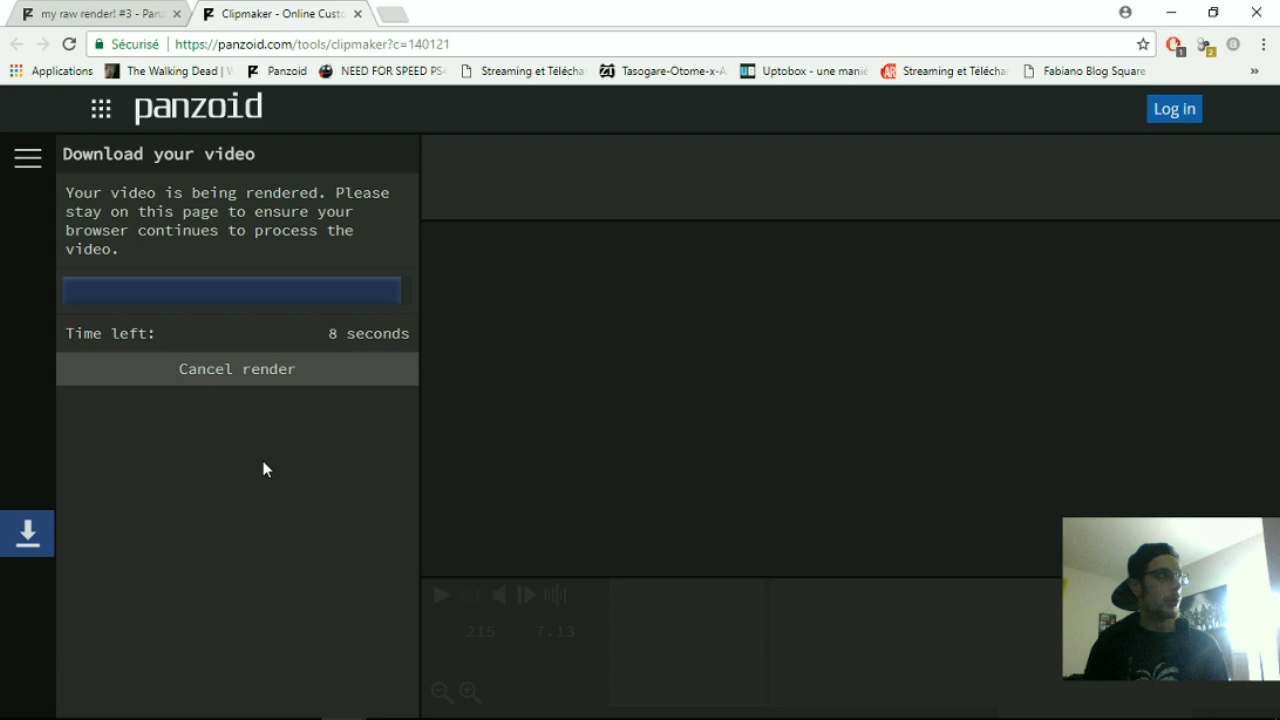 my raw render! #3 - Pan
Clipmaker - Online Custo
Sécurisé
https://panzoid.com/tools/clipmaker?c=140121
Applications
The Walking Dead | V
Panzoid
NEED FOR SPEED PS4
Streaming et Télécha
Tasogare-Otome-x-A
Uptobox - une maniè
Streaming et Télécha
Fabiano Blog Square
panzoid
Log in
Download your video
Your video is being rendered. Please
stay on this page to ensure your
browser continues to process the
video.
Time left: 8 seconds
Cancel render
215 7.13